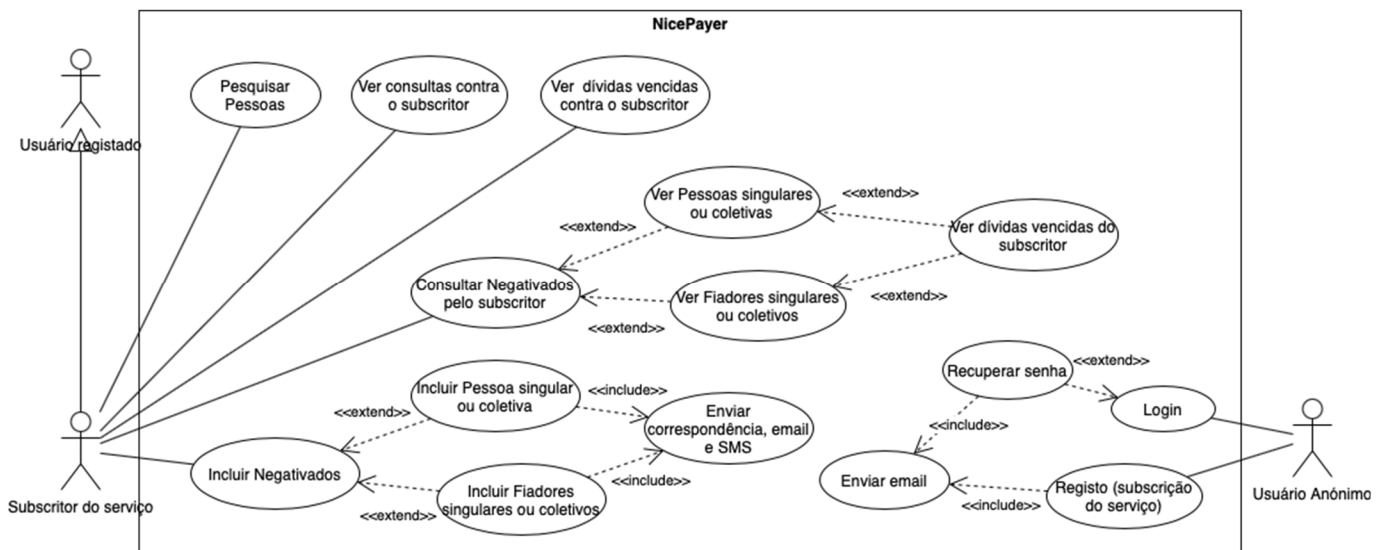 NicePayer
Pesquisar
Pessoas
Ver consultas contra
o subscritor
Ver dívidas vencidas
contra o subscritor
Usuário registado
Ver Pessoas singulares
ou coletivas
<<extend>>
Ver dívidas vencidas do
subscritor
<<extend>>
Consultar Negativados
pelo subscritor
Ver Fiadores singulares
ou coletivos
<<extend>>
<<extend>>
Recuperar senha
<<extend>>
Login
Incluir Pessoa singular
ou coletiva
<<include>>
<<extend>>
Enviar
correspondência, email
e SMS
<<include>>
Incluir Negativados
Incluir Fiadores
singulares ou coletivos
<<include>>
<<extend>>
Enviar email
Registo (subscrição
do serviço)
<<include>>
Subscritor do serviço
Usuário Anónimo